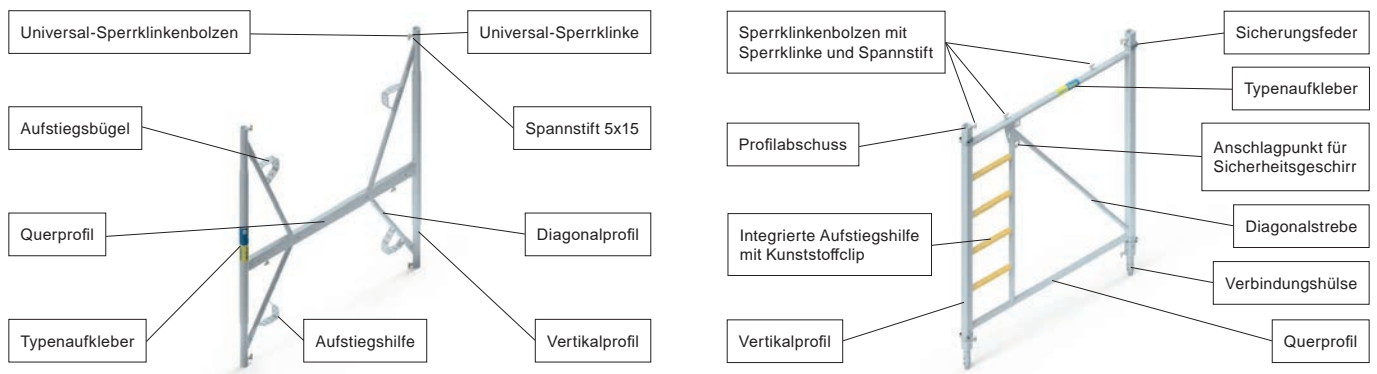 Universal-Sperrklinkenbolzen
Universal-Sperrklinke
Aufstiegsbügel
Spannstift 5x15
Querprofil
Diagonalprofil
Typenaufkleber
Aufstiegshilfe
Vertikalprofil
Sperrklinkenbolzen mit
Sperrklinke und Spannstift
Sicherungsfeder
Typenaufkleber
Profilabschuss
Anschlagpunkt für
Sicherheitsgeschirr
Integrierte Aufstiegshilfe
mit Kunststoffclip
Diagonalstrebe
Verbindungshülse
Vertikalprofil
Querprofil